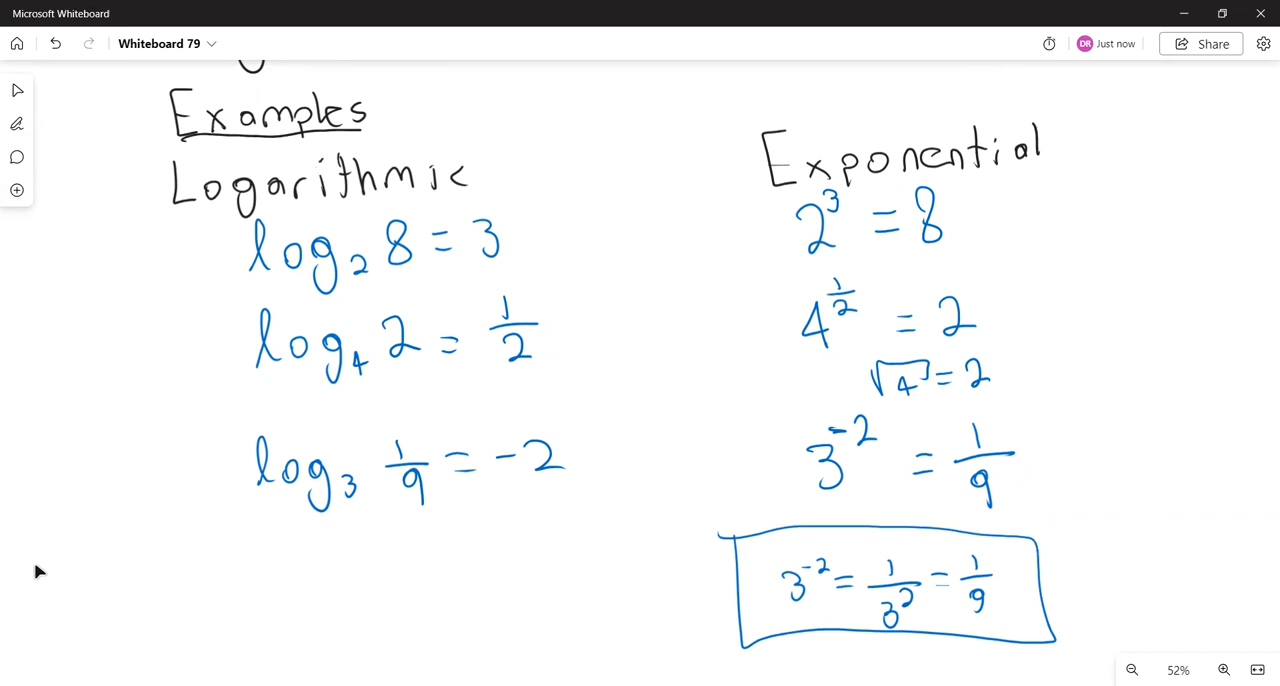 Microsoft Whiteboard
Whiteboard 79
DR Just now
Share
Examples
Logarithmic
Exponential
log₂ 8 = 3
2³ = 8
log₄ 2 = 1/2
4^(1/2) = 2
√4 = 2
log₃ 1/9 = -2
3⁻² = 1/9
3⁻² = 1/3² = 1/9
52%